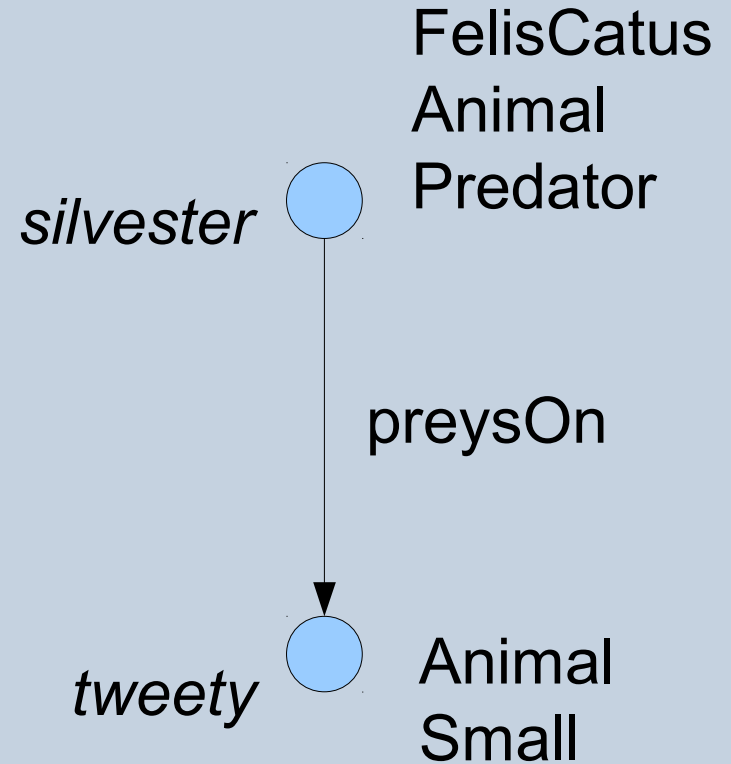 FelisCatus
Animal
Predator
silvester
preysOn
tweety
Animal
Small